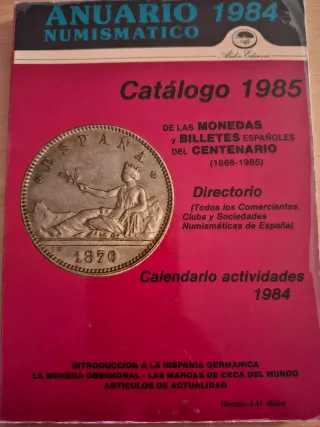 ANUARIO 1984
NUMISMATICO
Catálogo 1985
DE LAS MONEDAS
y BILLETES ESPAÑOLES
DEL CENTENARIO
(1868-1985)
ESPAÑA
1870
Directorio
(Todos los Comerciantes,
Clubs y Sociedades
Numismáticas de España)
Calendario actividades
1984
INTRODUCCION A LA HISPANIA GERMANICA
LA MONEDA OBSIDIONAL - LAS MARCAS DE CECA DEL MUNDO
ARTICULOS DE ACTUALIDAD
Director: J.M. Aledón